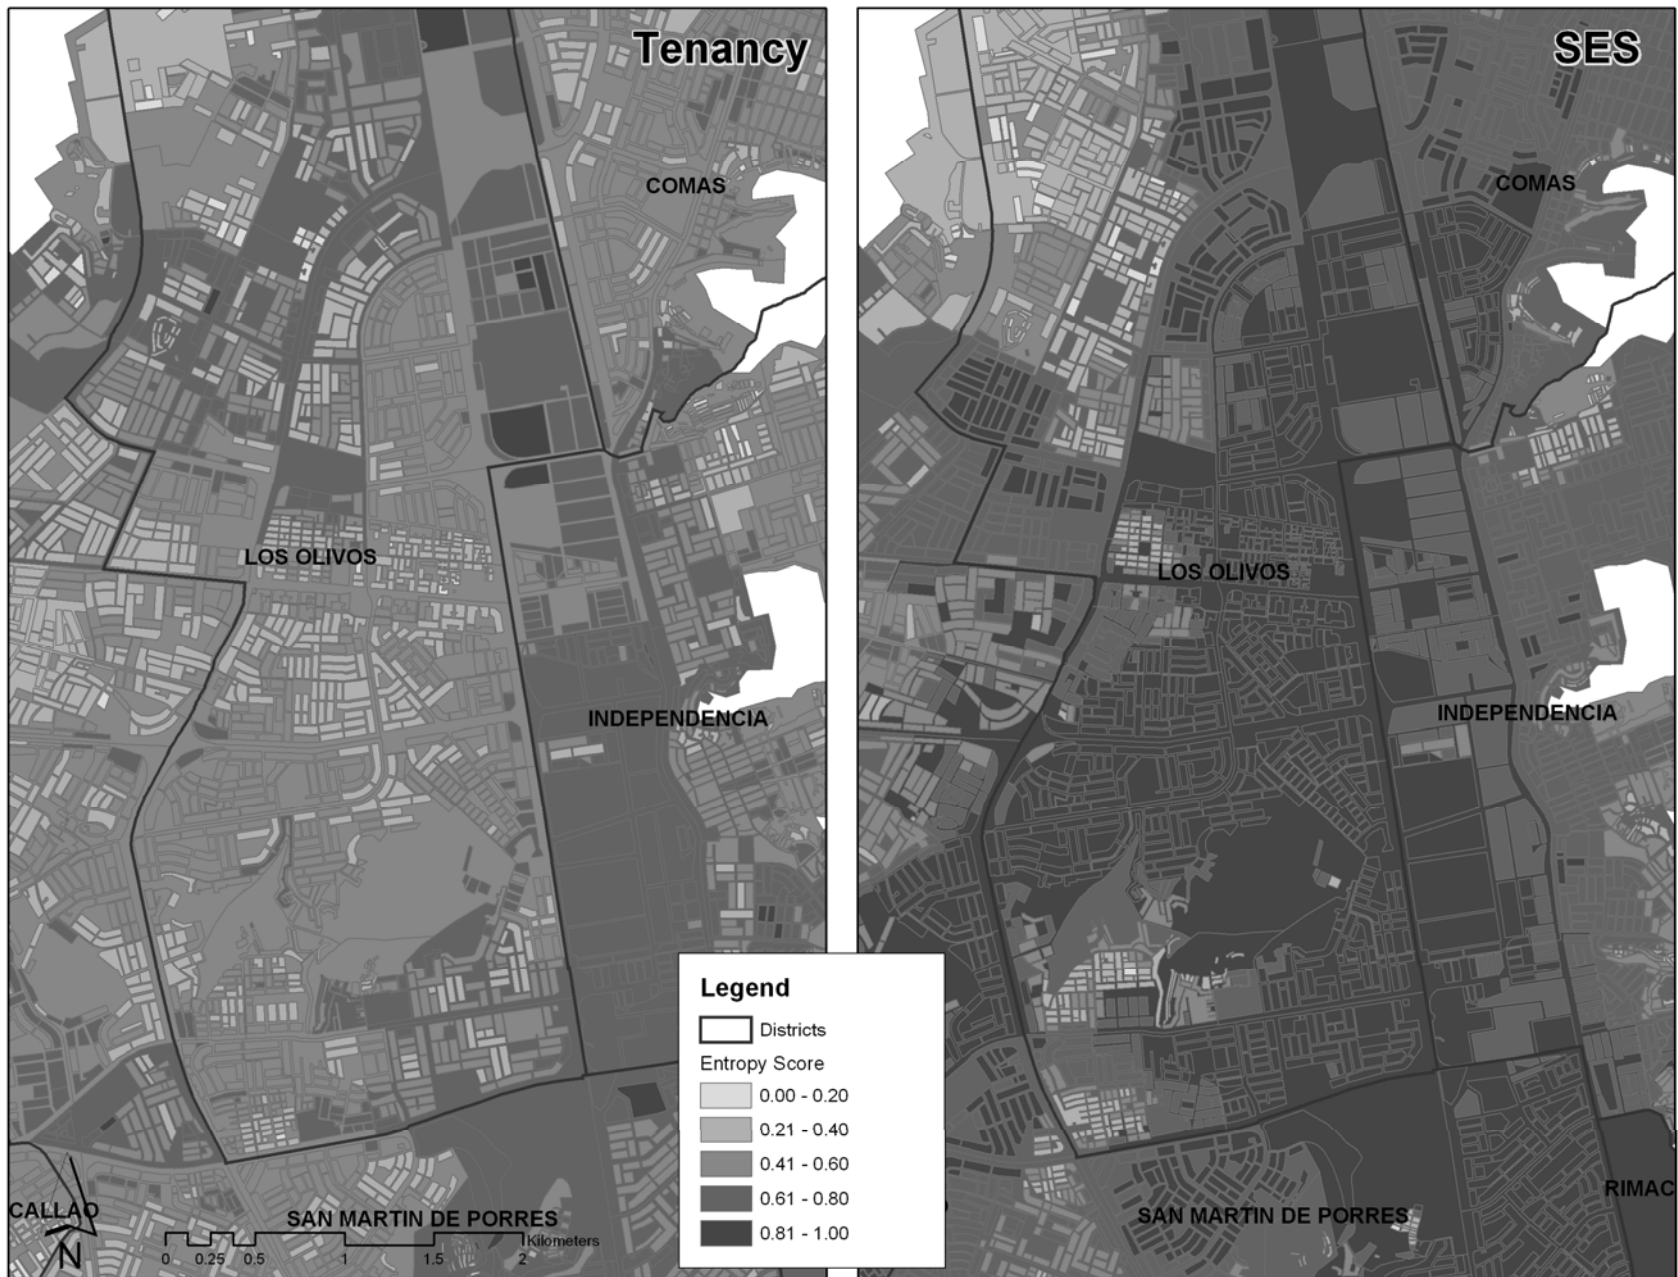 Tenancy
COMAS
LOS OLIVOS
INDEPENDENCIA
CALLAO
SAN MARTIN DE PORRES
N
Kilometers
0 0.25 0.5 1 1.5 2
SES
COMAS
LOS OLIVOS
INDEPENDENCIA
RIMAC
SAN MARTIN DE PORRES
Legend
Districts
Entropy Score
0.00 - 0.20
0.21 - 0.40
0.41 - 0.60
0.61 - 0.80
0.81 - 1.00